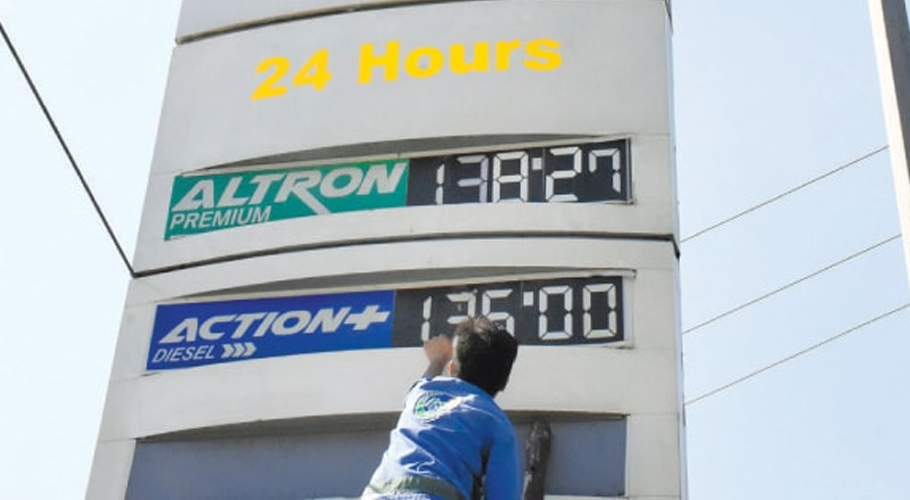 24 Hours
ALTRON 138.27
PREMIUM
ACTION+ 136.00
DIESEL